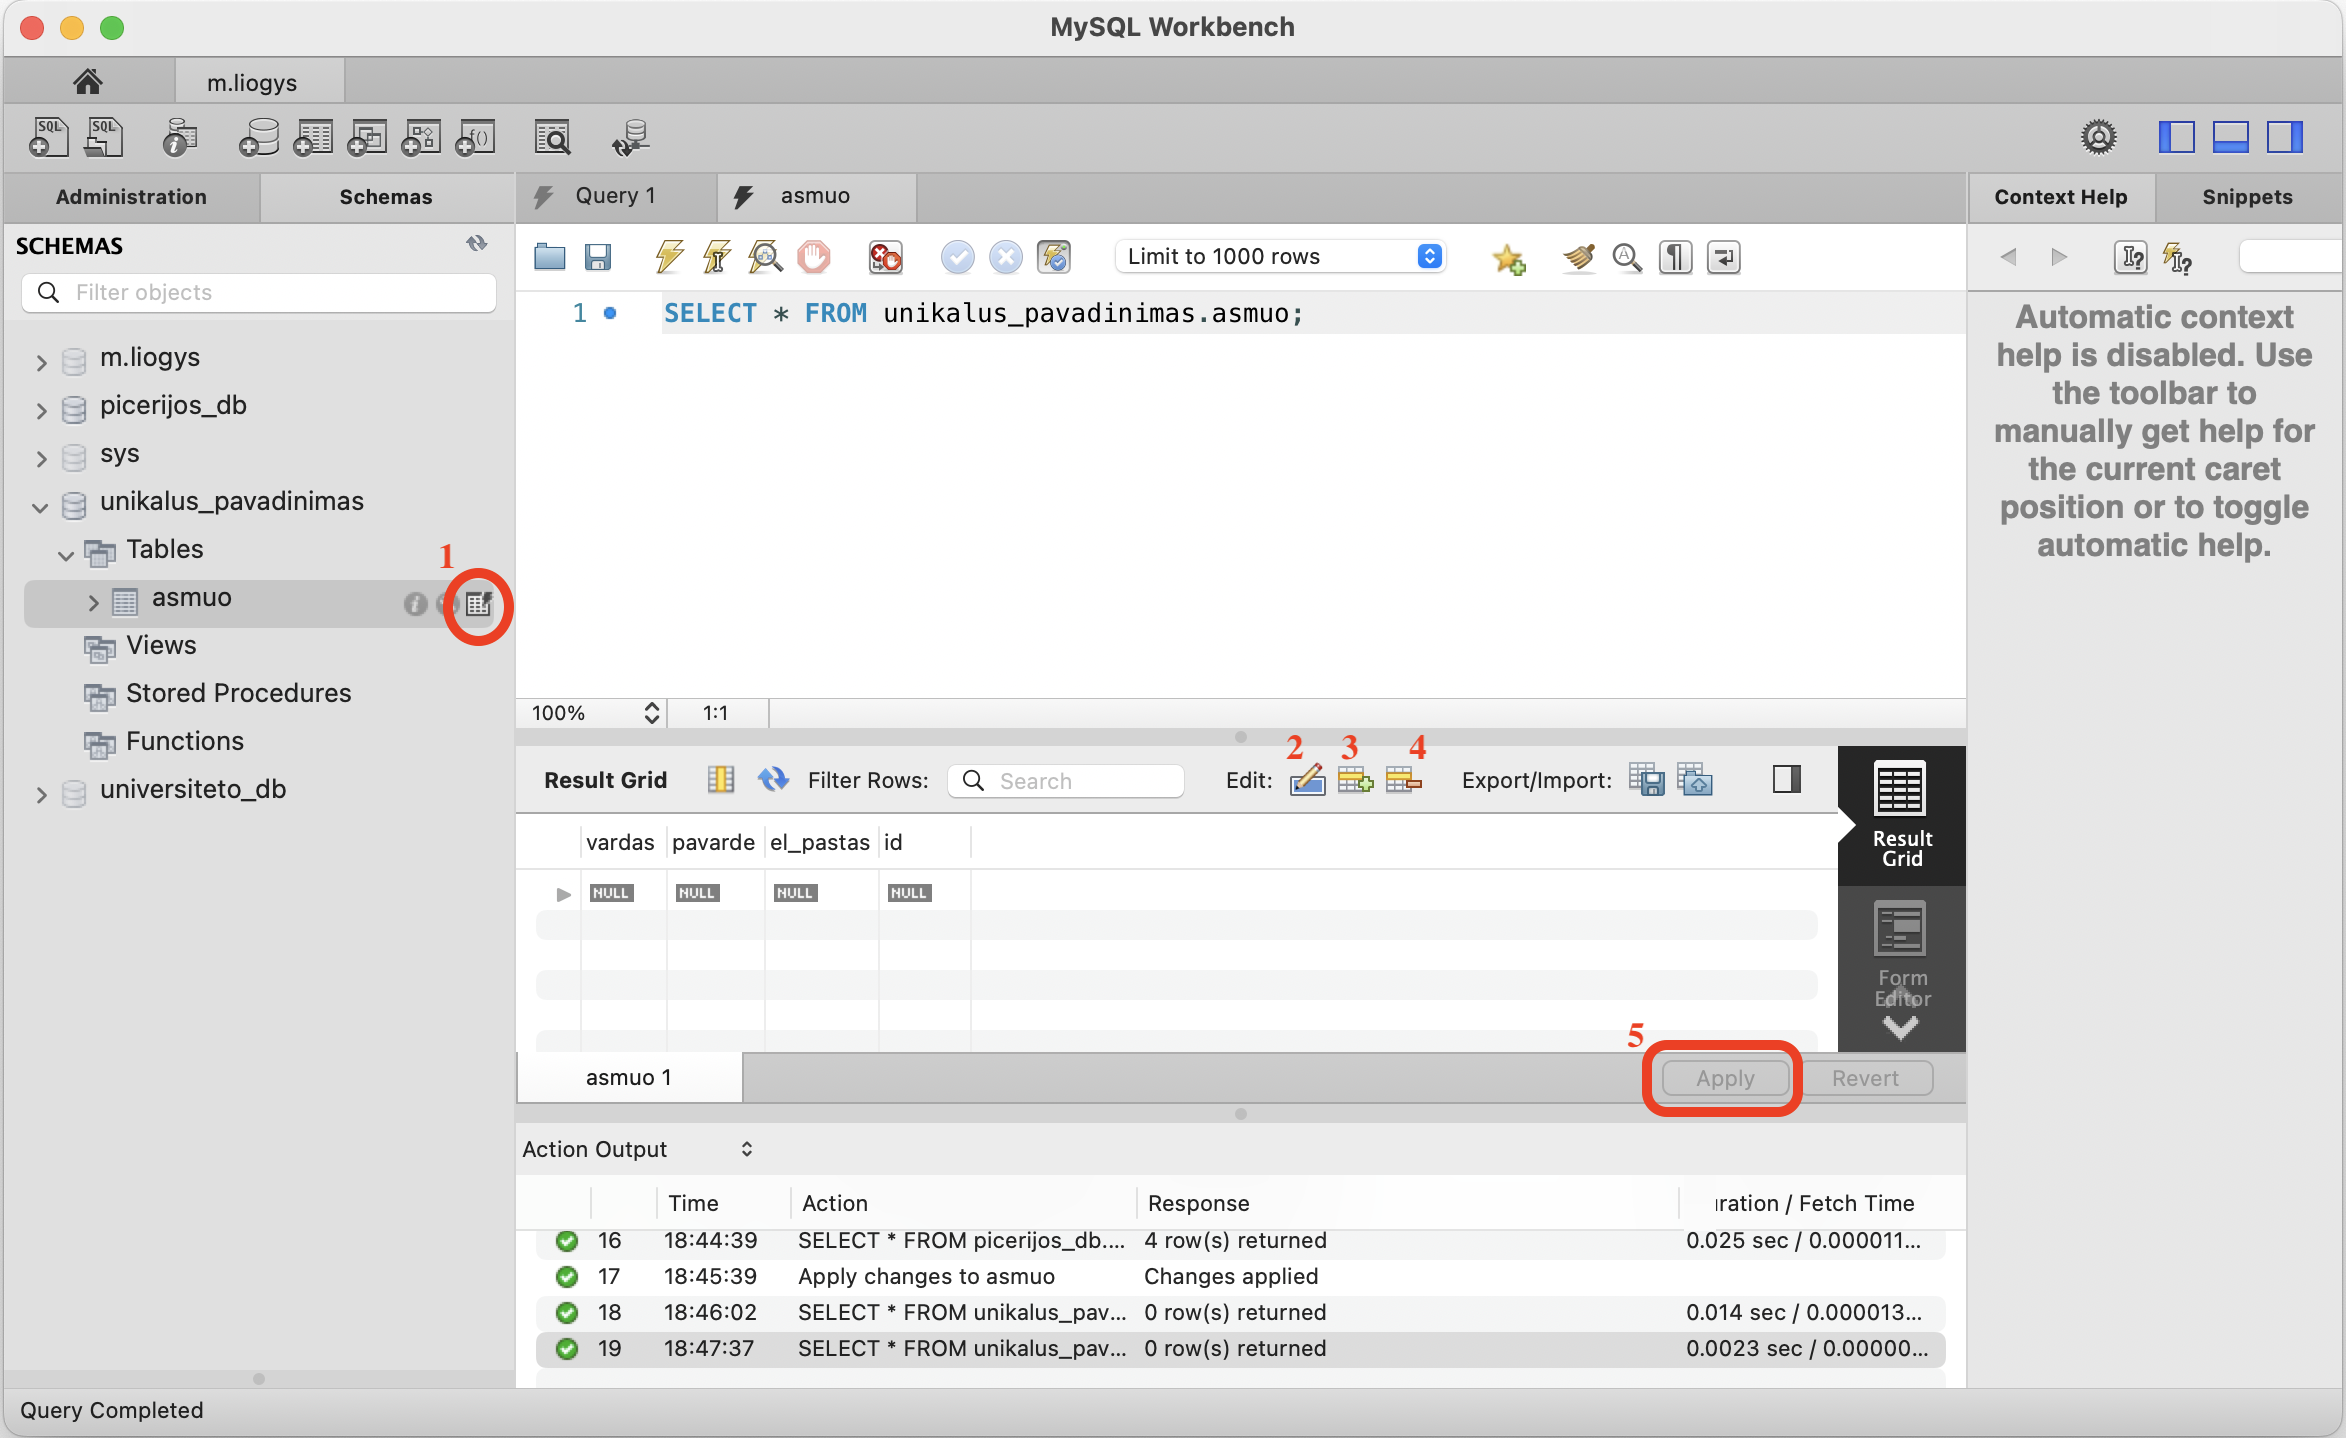 MySQL Workbench
m.liogys
SQL
SQL
f()
Administration
Schemas
Query 1
asmuo
Context Help
Snippets
SCHEMAS
Filter objects
Limit to 1000 rows
1 SELECT * FROM unikalus_pavadinimas.asmuo;
Automatic context
help is disabled. Use
the toolbar to
manually get help for
the current caret
position or to toggle
automatic help.
m.liogys
picerijos_db
sys
unikalus_pavadinimas
Tables
1
asmuo
Views
Stored Procedures
Functions
universiteto_db
100%
1:1
2
3
4
Result Grid
Filter Rows:
Search
Edit:
Export/Import:
Result
Grid
vardas pavarde el_pastas id
NULL NULL NULL NULL
Form
Editor
5
asmuo 1
Apply
Revert
Action Output
Time Action Response uration / Fetch Time
16 18:44:39 SELECT * FROM picerijos_db.... 4 row(s) returned 0.025 sec / 0.000011...
17 18:45:39 Apply changes to asmuo Changes applied
18 18:46:02 SELECT * FROM unikalus_pav... 0 row(s) returned 0.014 sec / 0.000013...
19 18:47:37 SELECT * FROM unikalus_pav... 0 row(s) returned 0.0023 sec / 0.00000...
Query Completed